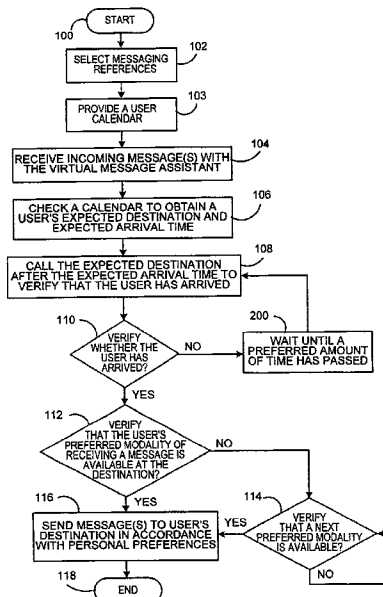 100
START
102
SELECT MESSAGING
REFERENCES
103
PROVIDE A USER
CALENDAR
104
RECEIVE INCOMING MESSAGE(S) WITH
THE VIRTUAL MESSAGE ASSISTANT
106
CHECK A CALENDAR TO OBTAIN A
USER'S EXPECTED DESTINATION AND
EXPECTED ARRIVAL TIME
108
CALL THE EXPECTED DESTINATION
AFTER THE EXPECTED ARRIVAL TIME TO
VERIFY THAT THE USER HAS ARRIVED
110
VERIFY
WHETHER THE
USER HAS
ARRIVED?
NO
200
WAIT UNTIL A
PREFERRED AMOUNT
OF TIME HAS PASSED
YES
112
VERIFY
THAT THE USER'S
PREFERRED MODALITY OF
RECEIVING A MESSAGE IS
AVAILABLE AT THE
DESTINATION?
NO
YES
116
SEND MESSAGE(S) TO USER'S
DESTINATION IN ACCORDANCE
WITH PERSONAL PREFERENCES
YES
114
VERIFY
THAT A NEXT
PREFERRED MODALITY
IS AVAILABLE?
NO
118
END